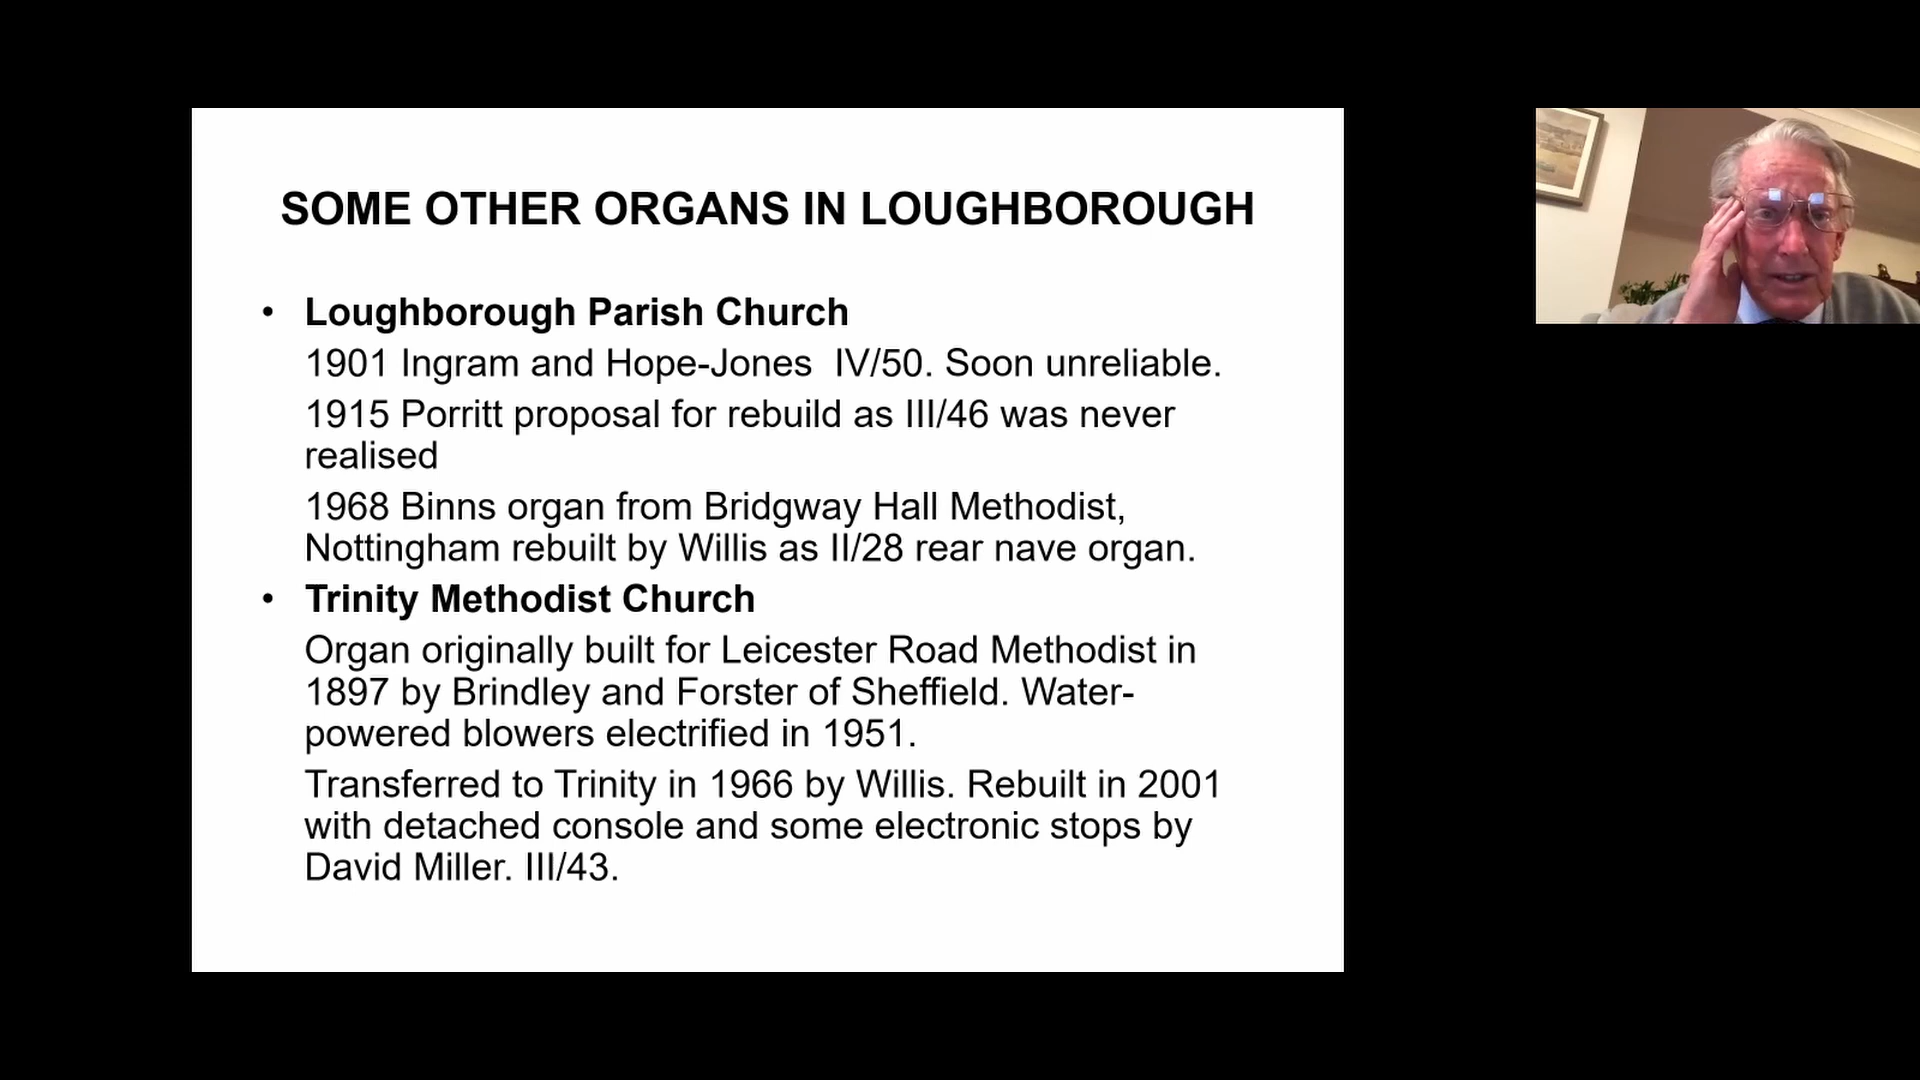 SOME OTHER ORGANS IN LOUGHBOROUGH
• Loughborough Parish Church
1901 Ingram and Hope-Jones  IV/50. Soon unreliable.
1915 Porritt proposal for rebuild as III/46 was never
realised
1968 Binns organ from Bridgway Hall Methodist,
Nottingham rebuilt by Willis as II/28 rear nave organ.
• Trinity Methodist Church
Organ originally built for Leicester Road Methodist in
1897 by Brindley and Forster of Sheffield. Water-
powered blowers electrified in 1951.
Transferred to Trinity in 1966 by Willis. Rebuilt in 2001
with detached console and some electronic stops by
David Miller. III/43.